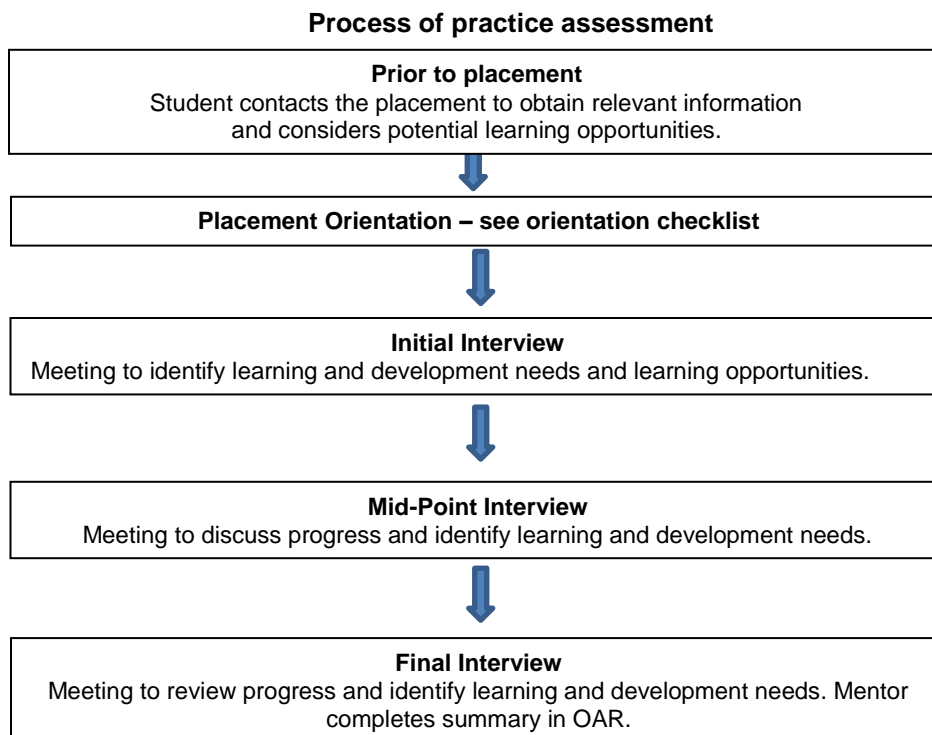 Process of practice assessment
Prior to placement
Student contacts the placement to obtain relevant information
and considers potential learning opportunities.
Placement Orientation – see orientation checklist
Initial Interview
Meeting to identify learning and development needs and learning opportunities.
Mid-Point Interview
Meeting to discuss progress and identify learning and development needs.
Final Interview
Meeting to review progress and identify learning and development needs. Mentor
completes summary in OAR.